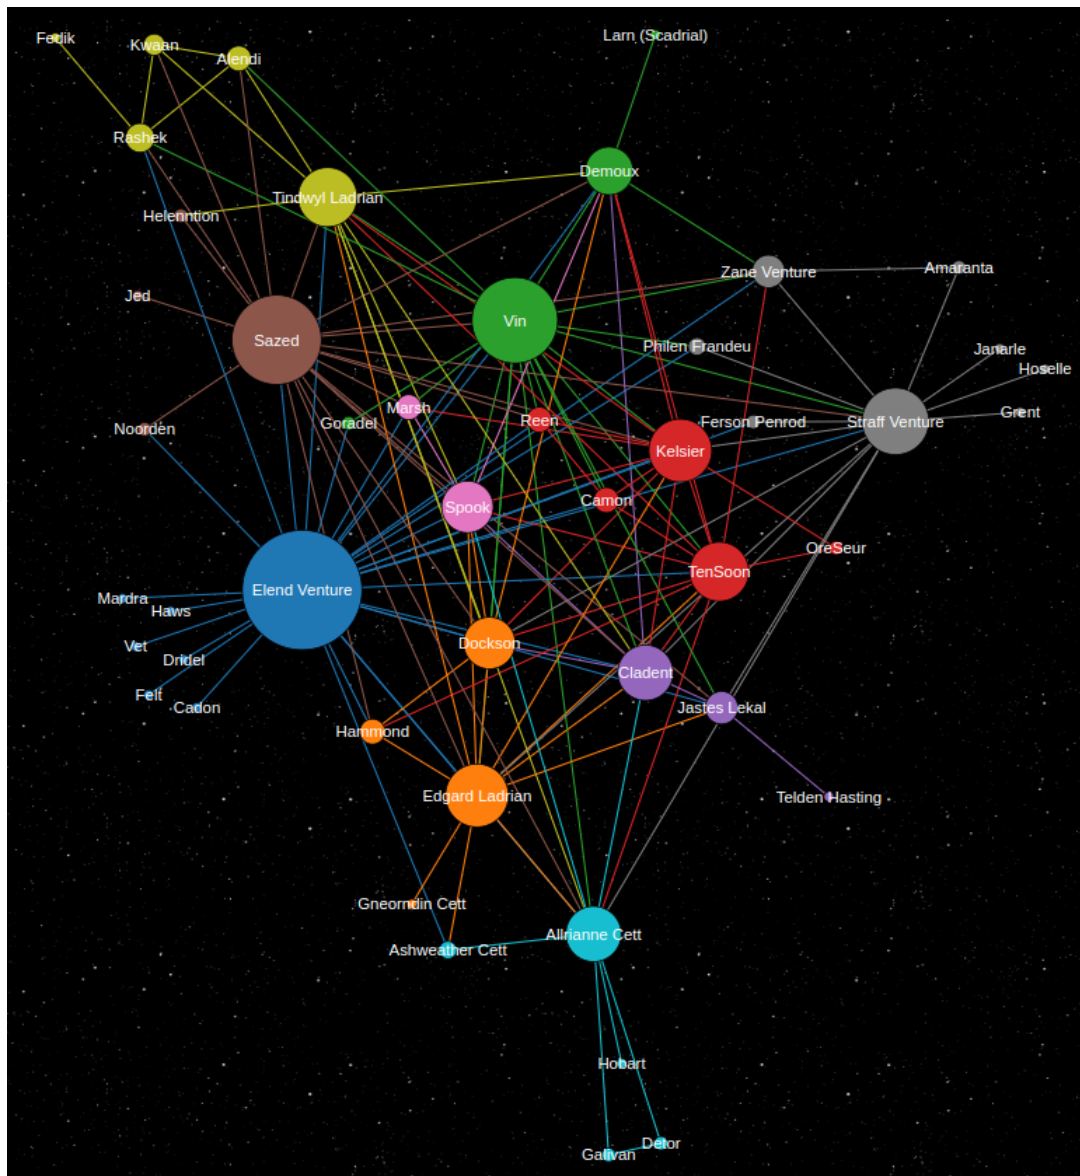 Larn (Scadrial)
Fedik
Kwaan
Alendi
Rashek
Demoux
Tindwyl Ladrian
Helenntion
Zane Venture
Amaranta
Jed
Vin
Sazed
Philen Frandeu
Janarle
Hoselle
Marsh
Grent
Goradel
Reen
Ferson Penrod
Straff Venture
Noorden
Kelsier
Camon
Spook
OreSeur
TenSoon
Elend Venture
Mardra
Haws
Vet
Dockson
Dridel
Cladent
Felt
Cadon
Jastes Lekal
Hammond
Edgard Ladrian
Telden Hasting
Gneorndin Cett
Allrianne Cett
Ashweather Cett
Hobart
Detor
Galivan